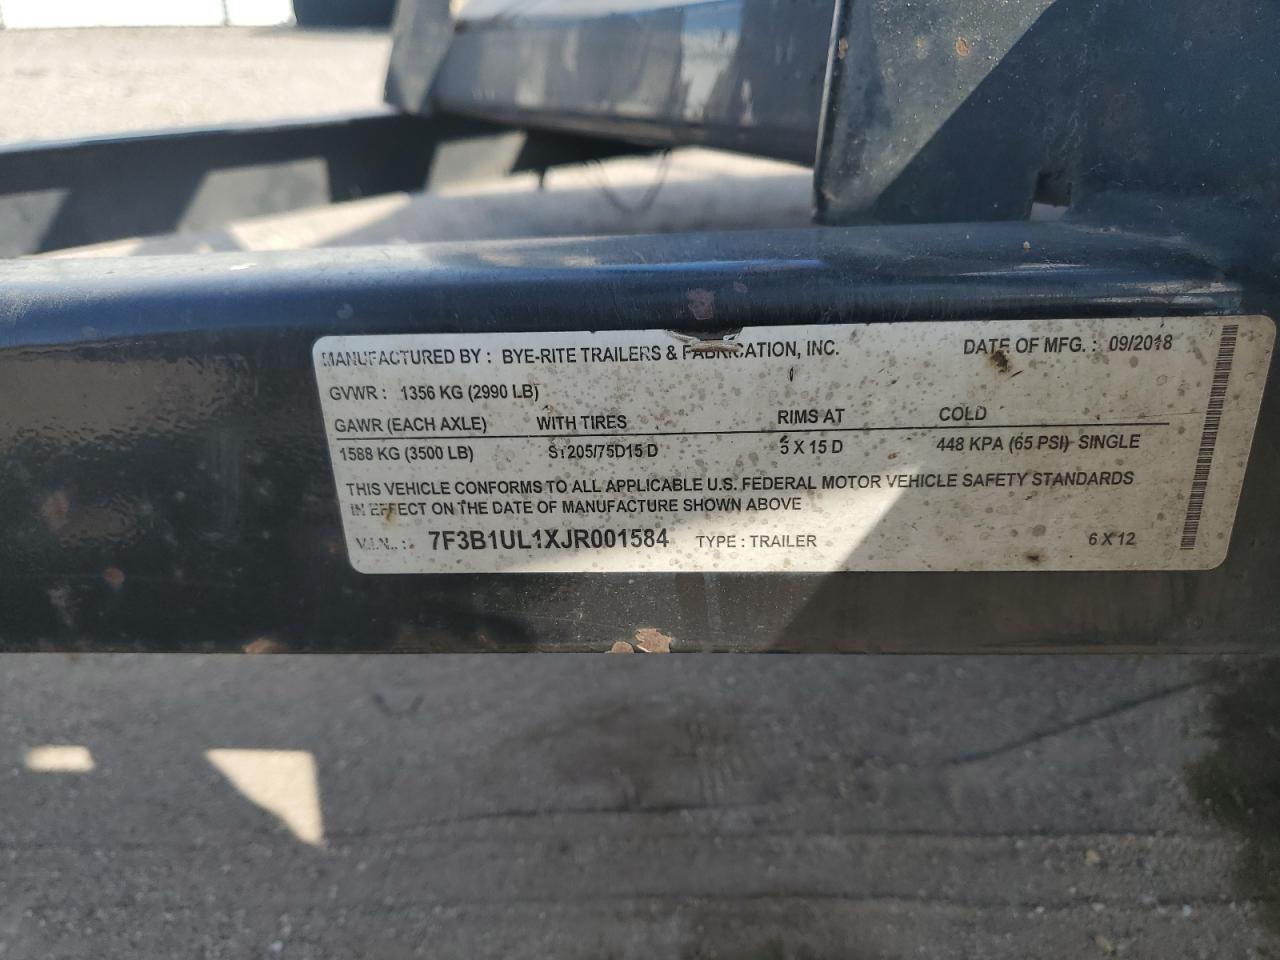 MANUFACTURED BY : BYE-RITE TRAILERS & FABRICATION, INC. DATE OF MFG. : 09/2018
GVWR : 1356 KG (2990 LB)
GAWR (EACH AXLE) WITH TIRES RIMS AT COLD
1588 KG (3500 LB) ST205/75D15 D 5 X 15 D 448 KPA (65 PSI) SINGLE
THIS VEHICLE CONFORMS TO ALL APPLICABLE U.S. FEDERAL MOTOR VEHICLE SAFETY STANDARDS
IN EFFECT ON THE DATE OF MANUFACTURE SHOWN ABOVE
V.I.N.. : 7F3B1UL1XJR001584 TYPE : TRAILER 6 X 12